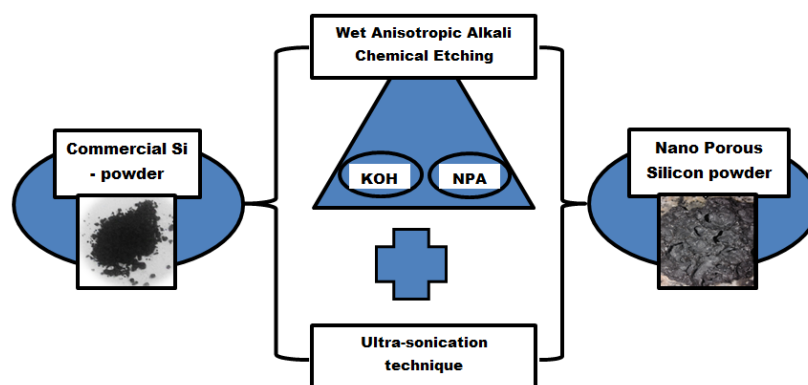 Wet Anisotropic Alkali
Chemical Etching
Commercial Si
- powder
KOH
NPA
Nano Porous
Silicon powder
Ultra-sonication
technique